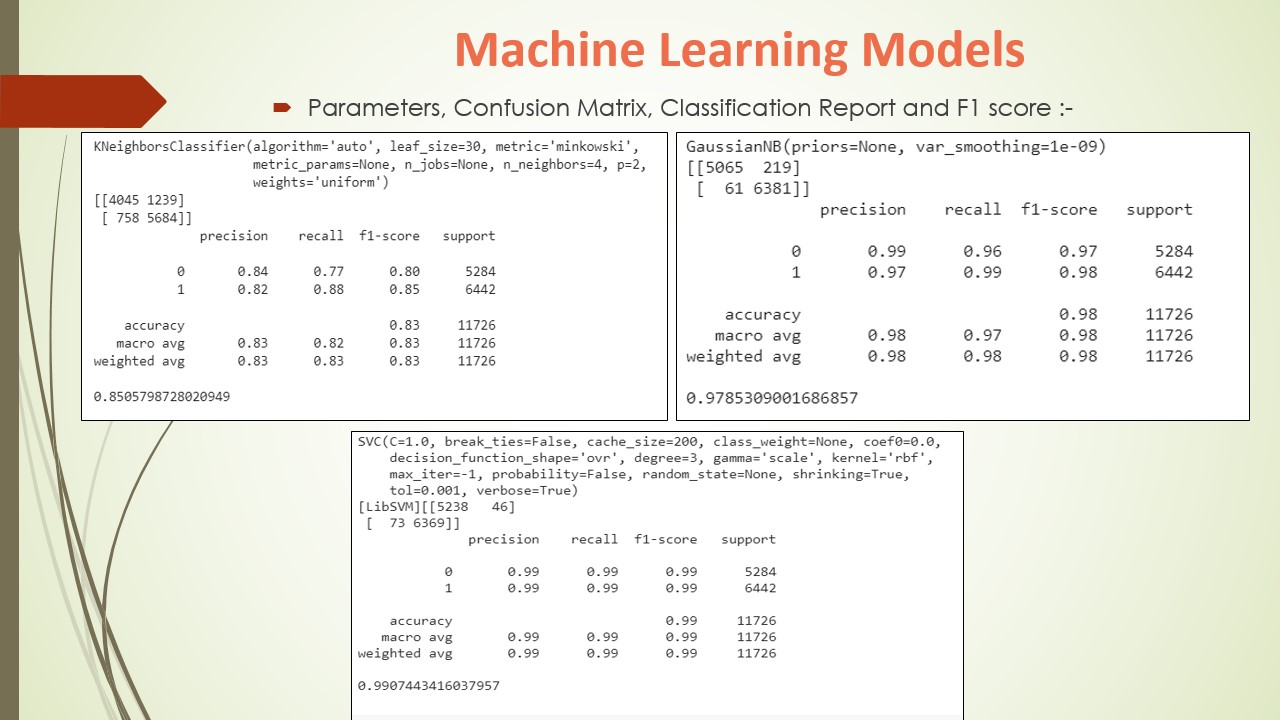 Machine Learning Models
Parameters, Confusion Matrix, Classification Report and F1 score :-
KNeighborsClassifier(algorithm='auto', leaf_size=30, metric='minkowski',
metric_params=None, n_jobs=None, n_neighbors=4, p=2,
weights='uniform')
[[4045 1239]
[ 758 5684]]
precision recall f1-score support
0 0.84 0.77 0.80 5284
1 0.82 0.88 0.85 6442
accuracy 0.83 11726
macro avg 0.83 0.82 0.83 11726
weighted avg 0.83 0.83 0.83 11726
0.8505798728020949
GaussianNB(priors=None, var_smoothing=1e-09)
[[5065 219]
[ 61 6381]]
precision recall f1-score support
0 0.99 0.96 0.97 5284
1 0.97 0.99 0.98 6442
accuracy 0.98 11726
macro avg 0.98 0.97 0.98 11726
weighted avg 0.98 0.98 0.98 11726
0.9785309001686857
SVC(C=1.0, break_ties=False, cache_size=200, class_weight=None, coef0=0.0,
decision_function_shape='ovr', degree=3, gamma='scale', kernel='rbf',
max_iter=-1, probability=False, random_state=None, shrinking=True,
tol=0.001, verbose=True)
[LibSVM][[5238 46]
[ 73 6369]]
precision recall f1-score support
0 0.99 0.99 0.99 5284
1 0.99 0.99 0.99 6442
accuracy 0.99 11726
macro avg 0.99 0.99 0.99 11726
weighted avg 0.99 0.99 0.99 11726
0.9907443416037957